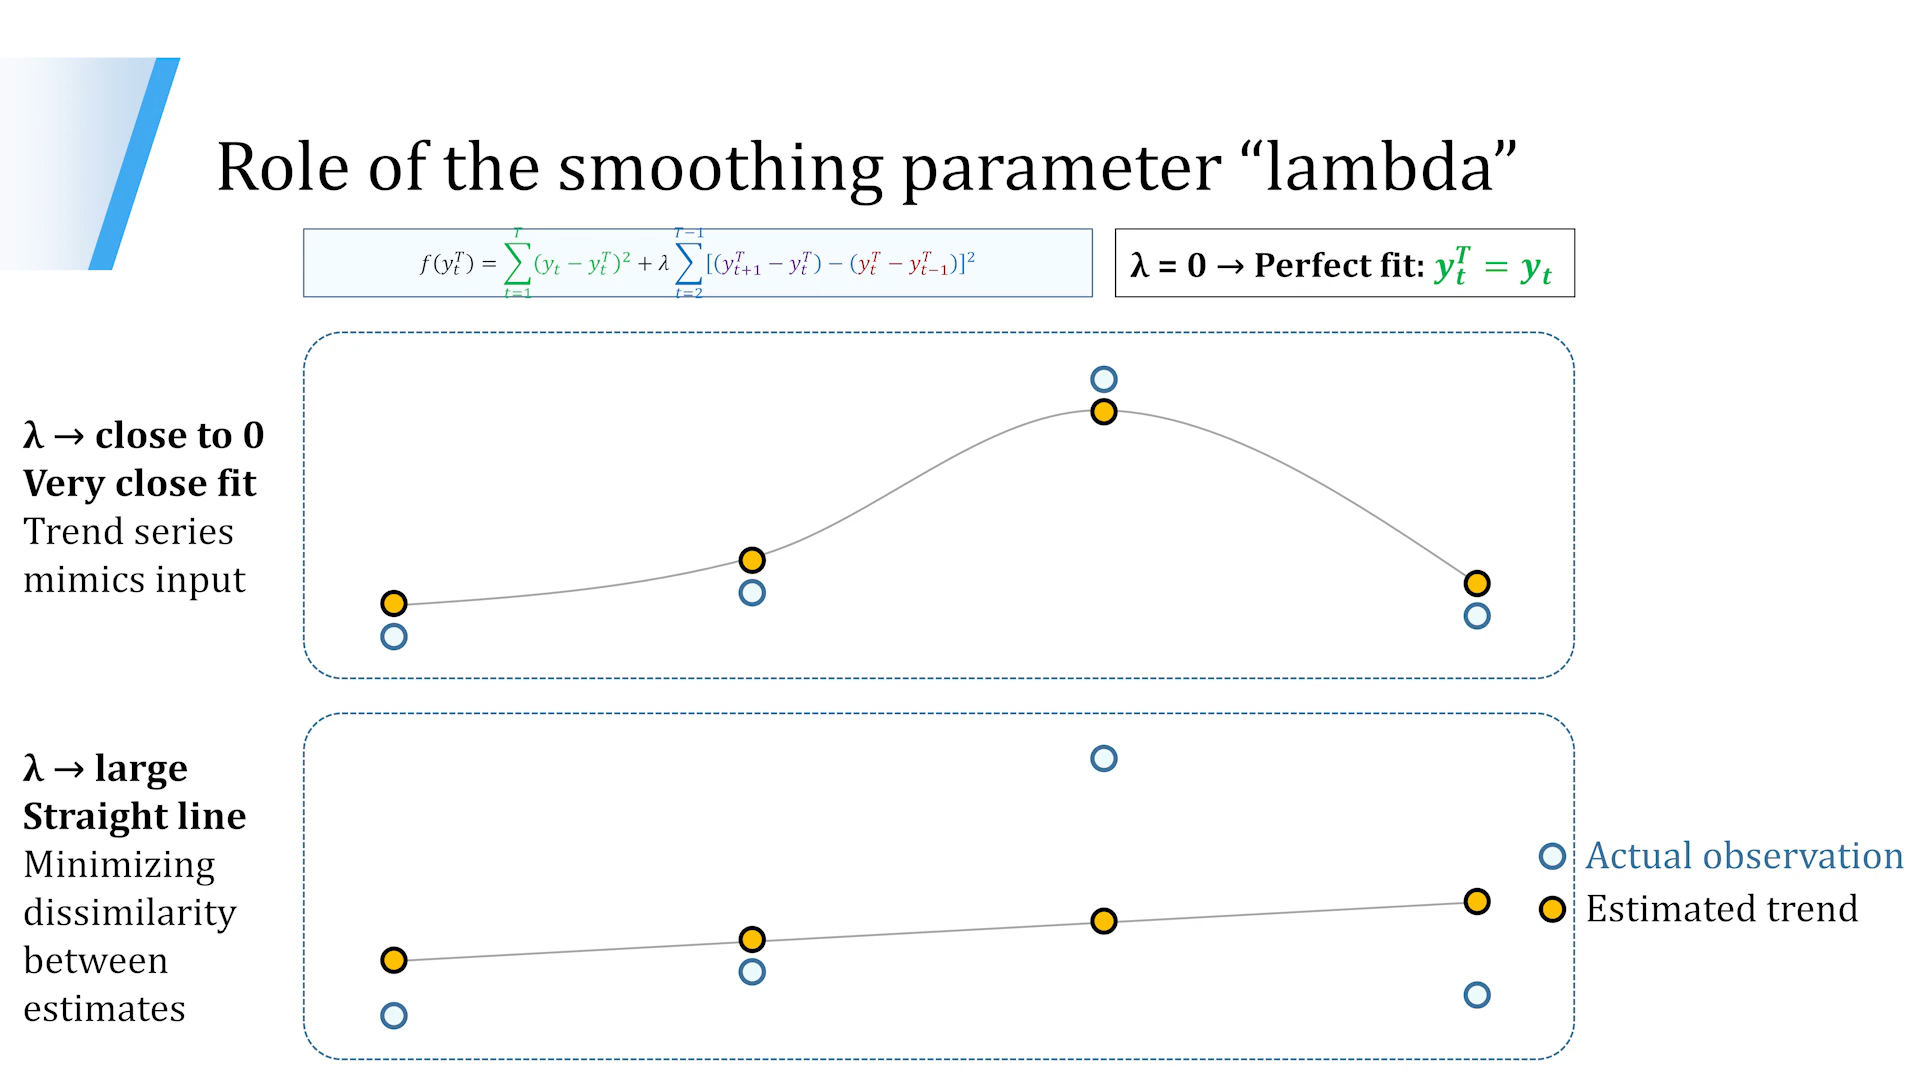 Role of the smoothing parameter “lambda”
f(y_t^T) = \sum_{t=1}^{T} (y_t − y_t^T)^2 + λ \sum_{t=2}^{T−1} [(y_{t+1}^T − y_t^T) − (y_t^T − y_{t−1}^T)]^2
λ = 0 → Perfect fit: y_t^T = y_t
λ → close to 0
Very close fit
Trend series
mimics input
λ → large
Straight line
Minimizing
dissimilarity
between
estimates
Actual observation
Estimated trend